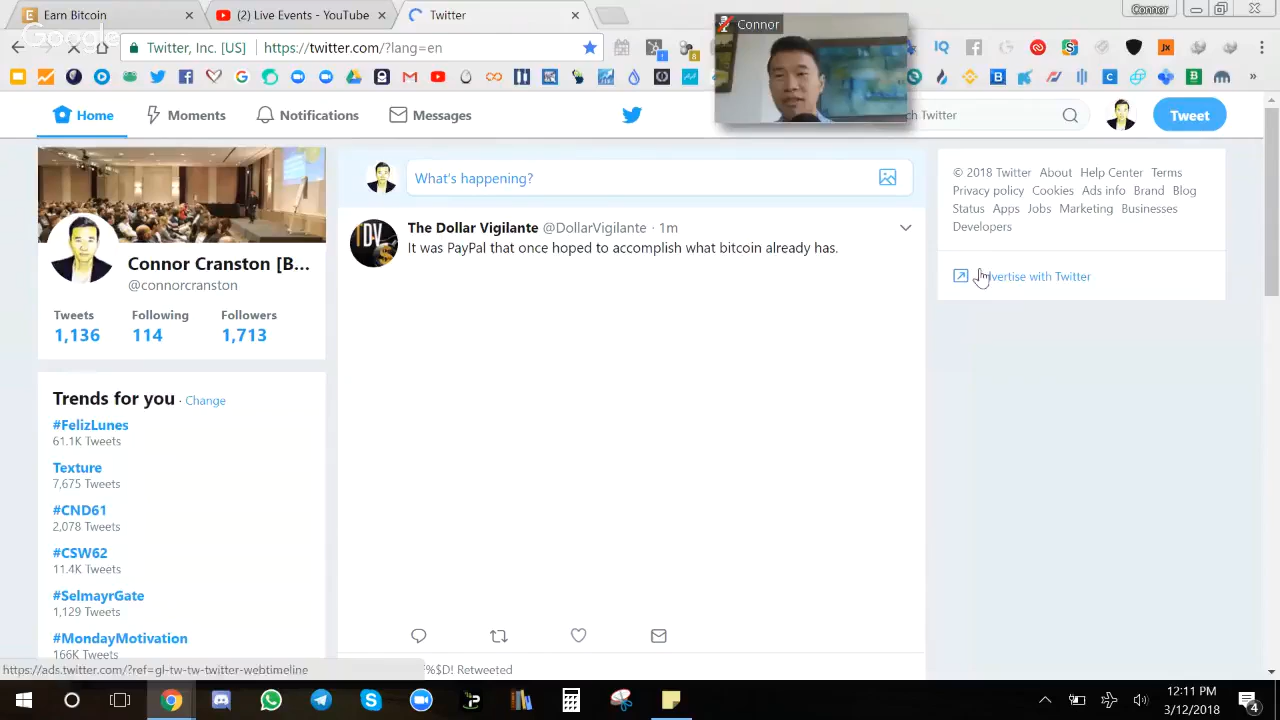 Earn Bitcoin
(2) Live Events - YouTube
Twitter
Connor
Google
Twitter, Inc. [US]
https://twitter.com/?lang=en
Connor
Home
Moments
Notifications
Messages
Twitter
Tweet
What's happening?
The Dollar Vigilante @DollarVigilante · 1m
It was PayPal that once hoped to accomplish what bitcoin already has.
Connor Cranston [B...
@connorcranston
Tweets Following Followers
1,136 114 1,713
Trends for you · Change
#FelizLunes
61.1K Tweets
Texture
7,675 Tweets
#CND61
2,078 Tweets
#CSW62
11.4K Tweets
#SelmayrGate
1,129 Tweets
#MondayMotivation
166K Tweets
© 2018 Twitter About Help Center Terms
Privacy policy Cookies Ads info Brand Blog
Status Apps Jobs Marketing Businesses
Developers
with Twitter
Retweeted
https://ads.twitter.com/?ref=gl-tw-tw-twitter-webtimeline
12:11 PM
3/12/2018
4